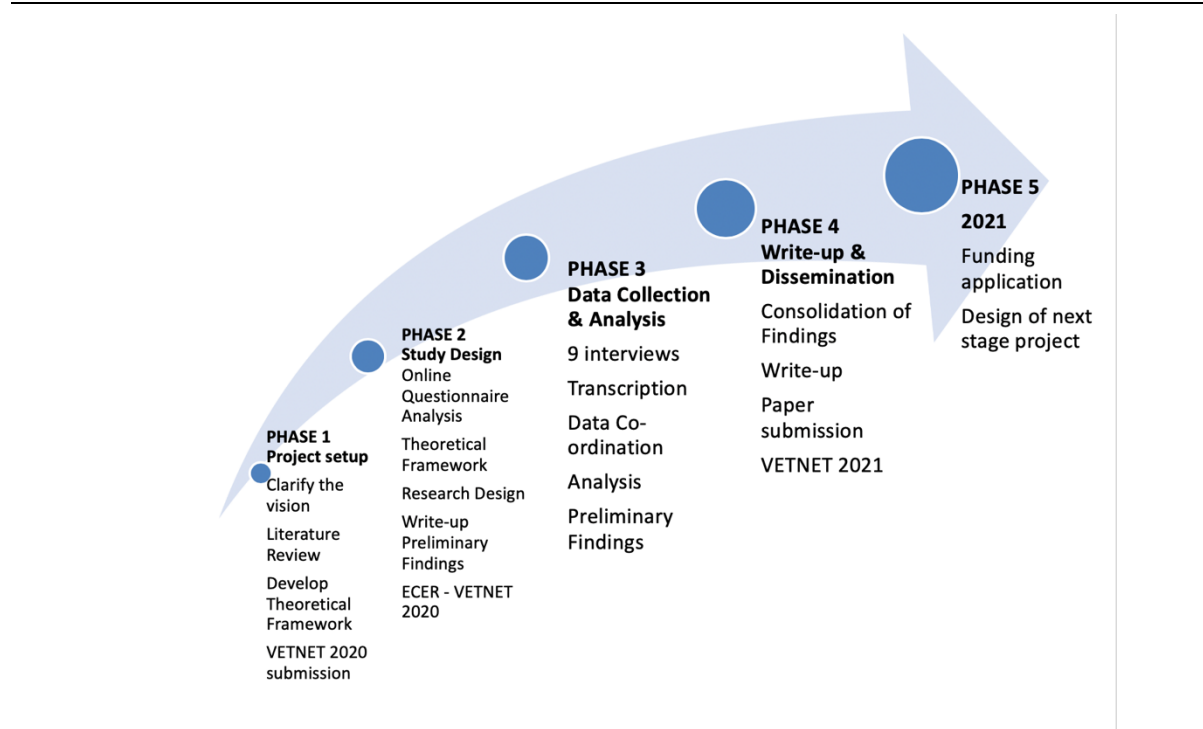 PHASE 1
Project setup
Clarify the
vision
Literature
Review
Develop
Theoretical
Framework
VETNET 2020
submission
PHASE 2
Study Design
Online
Questionnaire
Analysis
Theoretical
Framework
Research Design
Write-up
Preliminary
Findings
ECER - VETNET
2020
PHASE 3
Data Collection
& Analysis
9 interviews
Transcription
Data Co-
ordination
Analysis
Preliminary
Findings
PHASE 4
Write-up &
Dissemination
Consolidation of
Findings
Write-up
Paper
submission
VETNET 2021
PHASE 5
2021
Funding
application
Design of next
stage project